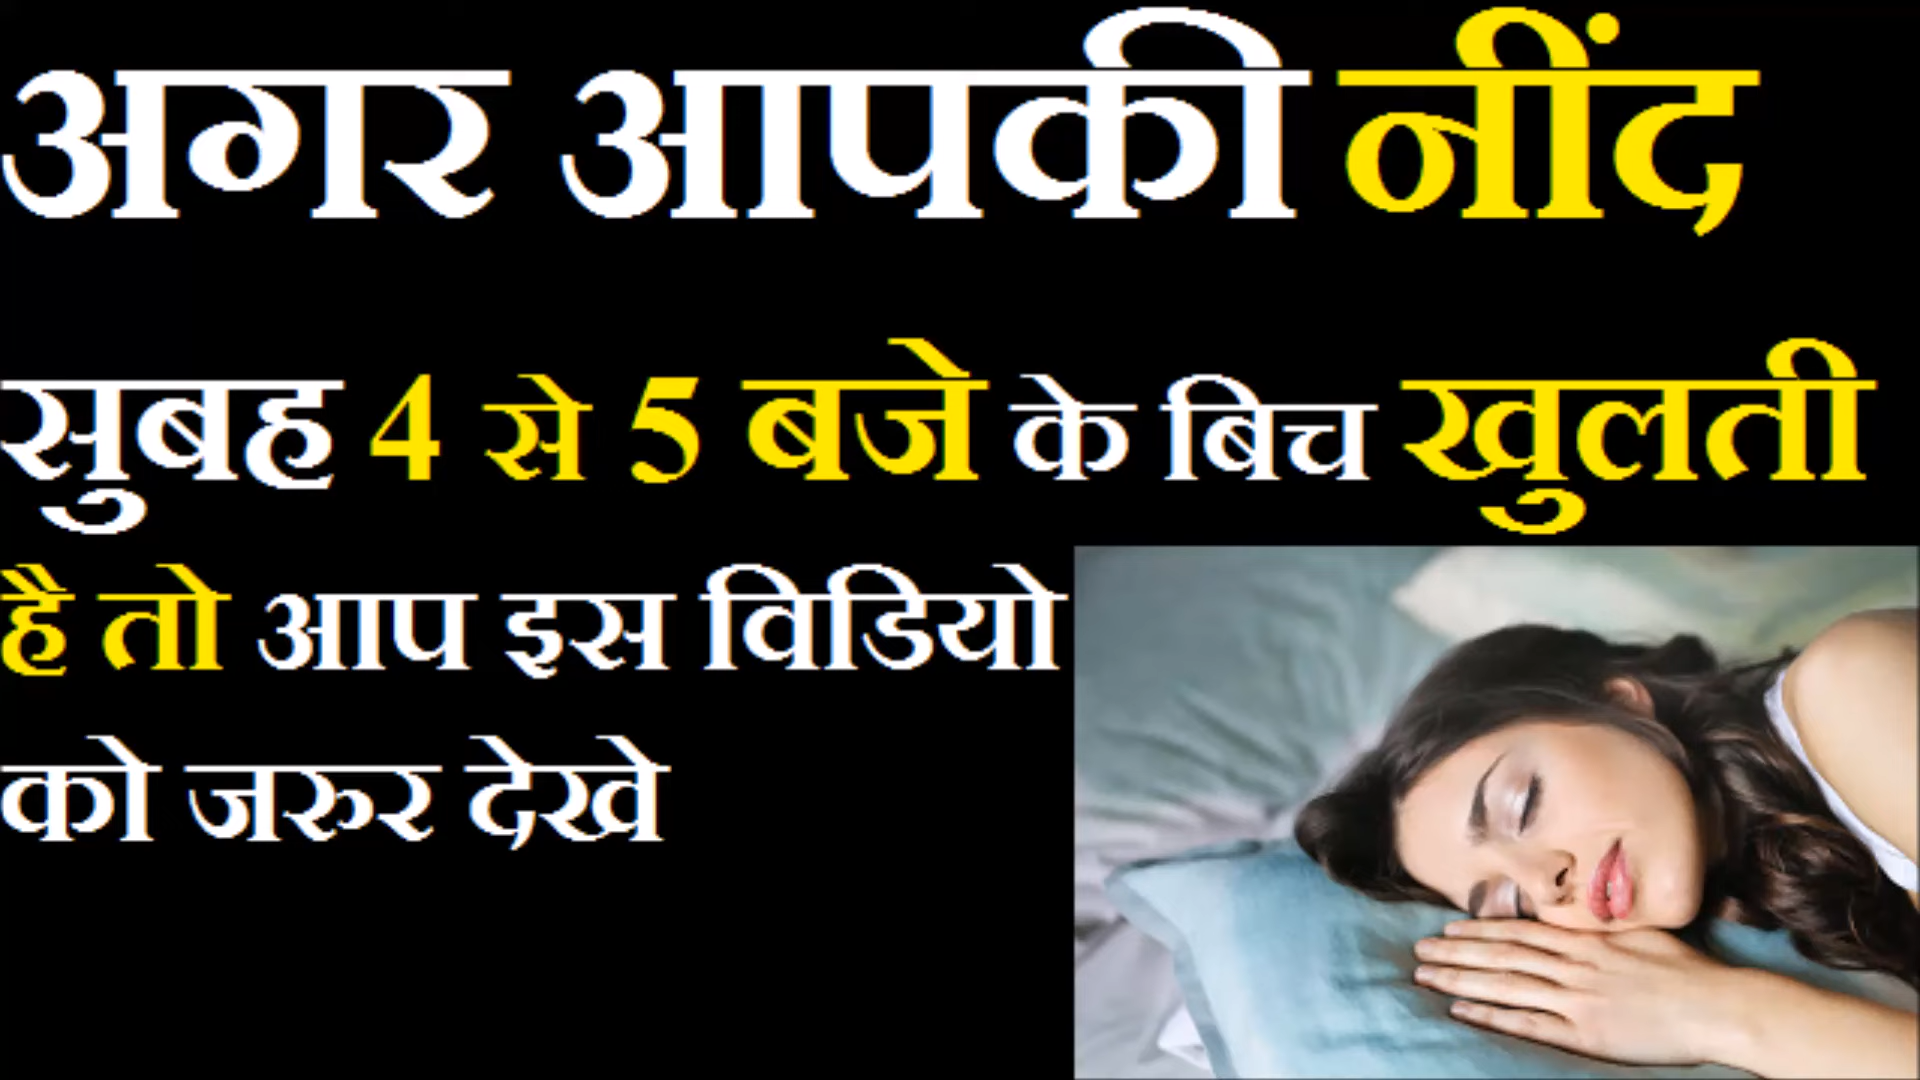 अगर आपकी नींद
सुबह 4 से 5 बजे के बिच खुलती
है तो आप इस विडियो
को जरुर देखे